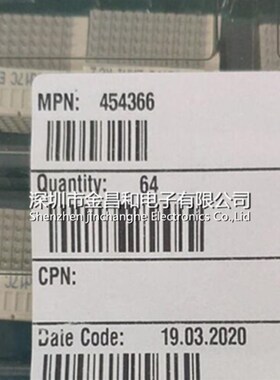 MPN: 454366
Quantity: 64
深圳市金昌和电子有限公司
Shenzhen jinchanghe Electronics Co.,Ltd
CPN:
Date Code: 19.03.2020